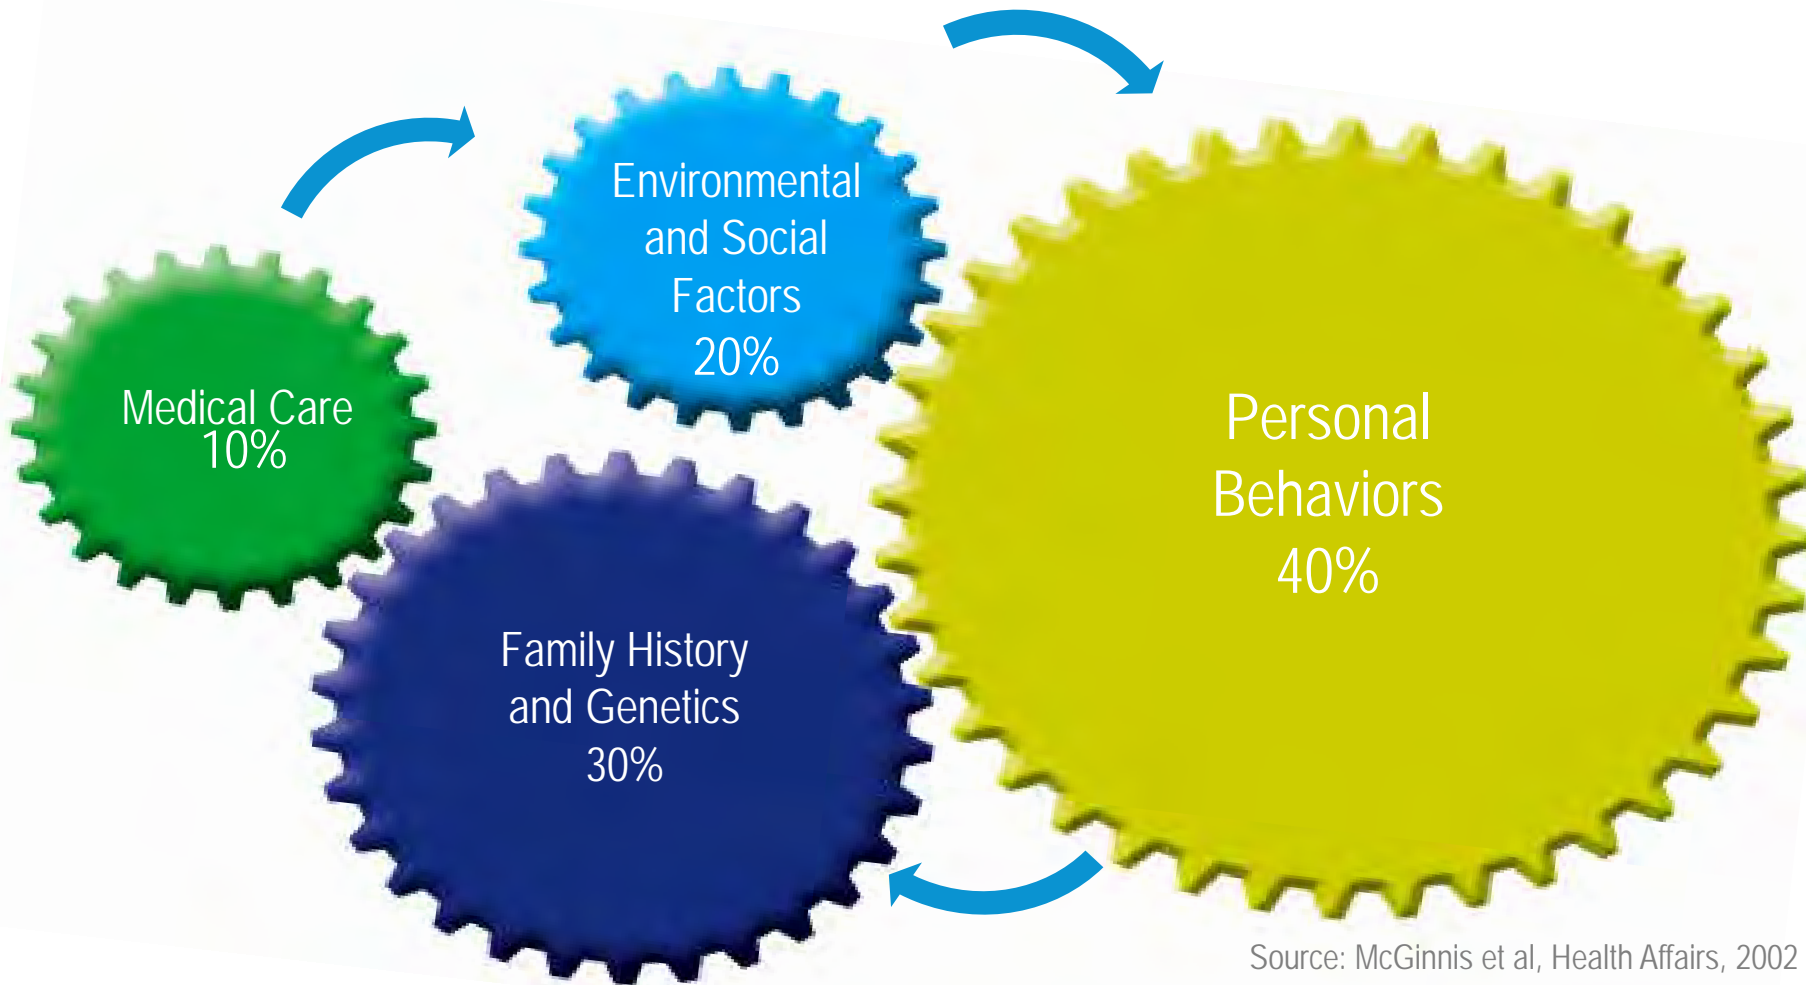 Environmental
and Social
Factors
20%
Medical Care
10%
Personal
Behaviors
40%
Family History
and Genetics
30%
Source: McGinnis et al, Health Affairs, 2002